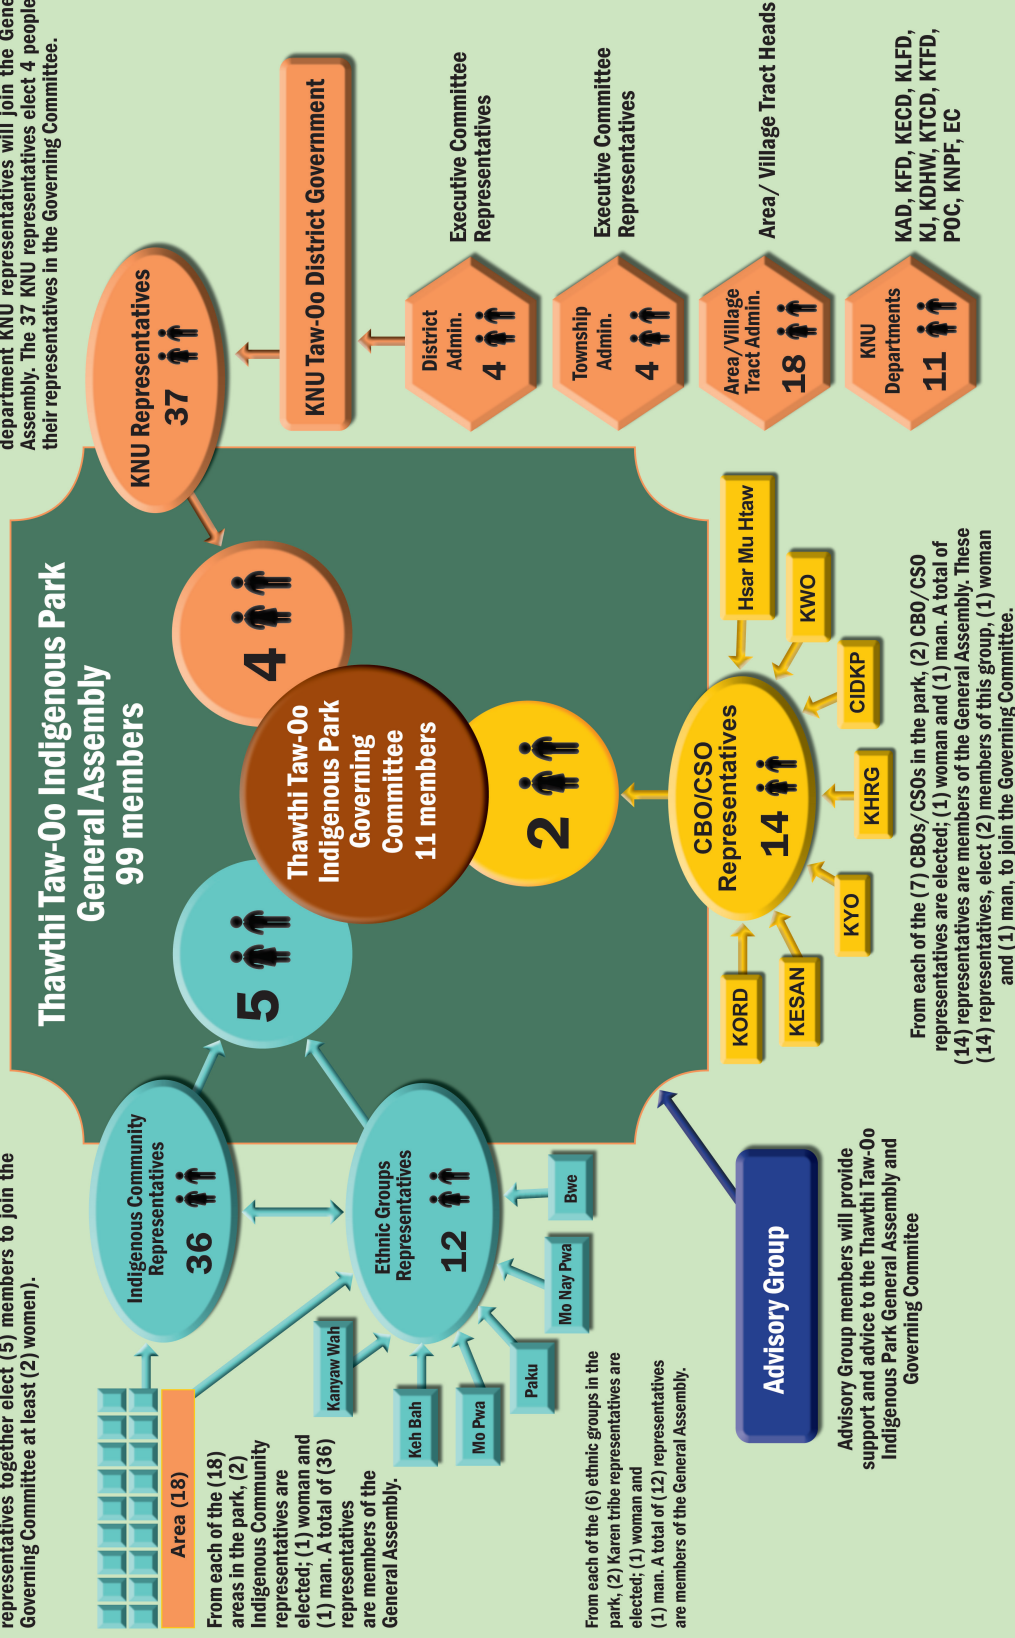 representatives together elect (5) members to join the
Governing Committee at least (2) women).
Thawthi Taw-Oo Indigenous Park
General Assembly
99 members
department KNU representatives will join the Gene
Assembly. The 37 KNU representatives elect 4 people
their representatives in the Governing Committee.
Area (18)
From each of the (18)
areas in the park, (2)
Indigenous Community
representatives are
elected; (1) woman and
(1) man. A total of (36)
representatives
are members of the
General Assembly.
Indigenous Community
Representatives
36
Ethnic Groups
Representatives
12
Kanyaw Wah
Keh Bah
Mo Pwa
Paku
Mo Nay Pwa
Bwe
From each of the (6) ethnic groups in the
park, (2) Karen tribe representatives are
elected; (1) woman and
(1) man. A total of (12) representatives
are members of the General Assembly.
5
4
Thawthi Taw-Oo
Indigenous Park
Governing
Committee
11 members
2
KNU Representatives
37
KNU Taw-Oo District Government
District
Admin.
4
Executive Committee
Representatives
Township
Admin.
4
Executive Committee
Representatives
Area/Village
Tract Admin.
18
Area/ Village Tract Heads
KNU
Departments
11
KAD, KFD, KECD, KLFD,
KJ, KDHW, KTCD, KTFD,
POC, KNPF, EC
CBO/CSO
Representatives
14
KORD
KESAN
KYO
KHRG
CIDKP
KWO
Hsar Mu Htaw
From each of the (7) CBOs/CSOs in the park, (2) CBO/CSO
representatives are elected; (1) woman and (1) man. A total of
(14) representatives are members of the General Assembly. These
(14) representatives, elect (2) members of this group, (1) woman
and (1) man, to join the Governing Committee.
Advisory Group
Advisory Group members will provide
support and advice to the Thawthi Taw-Oo
Indigenous Park General Assembly and
Governing Committee